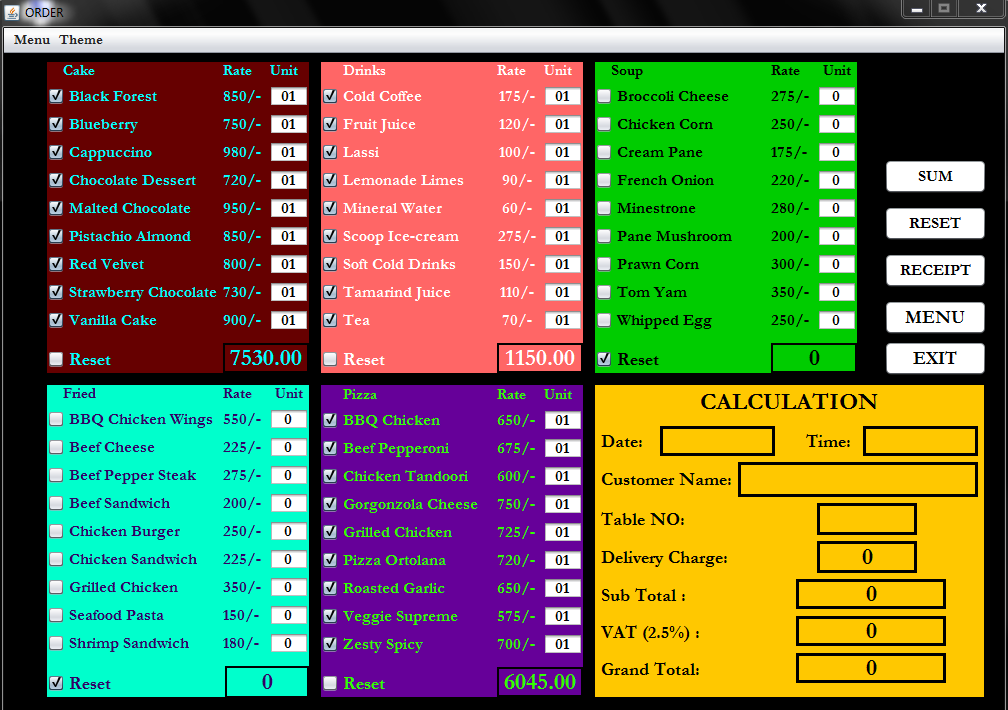 ORDER
Menu Theme
Cake Rate Unit
Black Forest 850/- 01
Blueberry 750/- 01
Cappuccino 980/- 01
Chocolate Dessert 720/- 01
Malted Chocolate 950/- 01
Pistachio Almond 850/- 01
Red Velvet 800/- 01
Strawberry Chocolate 730/- 01
Vanilla Cake 900/- 01
Reset 7530.00
Drinks Rate Unit
Cold Coffee 175/- 01
Fruit Juice 120/- 01
Lassi 100/- 01
Lemonade Limes 90/- 01
Mineral Water 60/- 01
Scoop Ice-cream 275/- 01
Soft Cold Drinks 150/- 01
Tamarind Juice 110/- 01
Tea 70/- 01
Reset 1150.00
Soup Rate Unit
Broccoli Cheese 275/- 0
Chicken Corn 250/- 0
Cream Pane 175/- 0
French Onion 220/- 0
Minestrone 280/- 0
Pane Mushroom 200/- 0
Prawn Corn 300/- 0
Tom Yam 350/- 0
Whipped Egg 250/- 0
Reset 0
SUM
RESET
RECEIPT
MENU
EXIT
Fried Rate Unit
BBQ Chicken Wings 550/- 0
Beef Cheese 225/- 0
Beef Pepper Steak 275/- 0
Beef Sandwich 200/- 0
Chicken Burger 250/- 0
Chicken Sandwich 225/- 0
Grilled Chicken 350/- 0
Seafood Pasta 150/- 0
Shrimp Sandwich 180/- 0
Reset 0
Pizza Rate Unit
BBQ Chicken 650/- 01
Beef Pepperoni 675/- 01
Chicken Tandoori 600/- 01
Gorgonzola Cheese 750/- 01
Grilled Chicken 725/- 01
Pizza Ortolana 720/- 01
Roasted Garlic 650/- 01
Veggie Supreme 575/- 01
Zesty Spicy 700/- 01
Reset 6045.00
CALCULATION
Date: Time:
Customer Name:
Table NO:
Delivery Charge: 0
Sub Total : 0
VAT (2.5%) : 0
Grand Total: 0